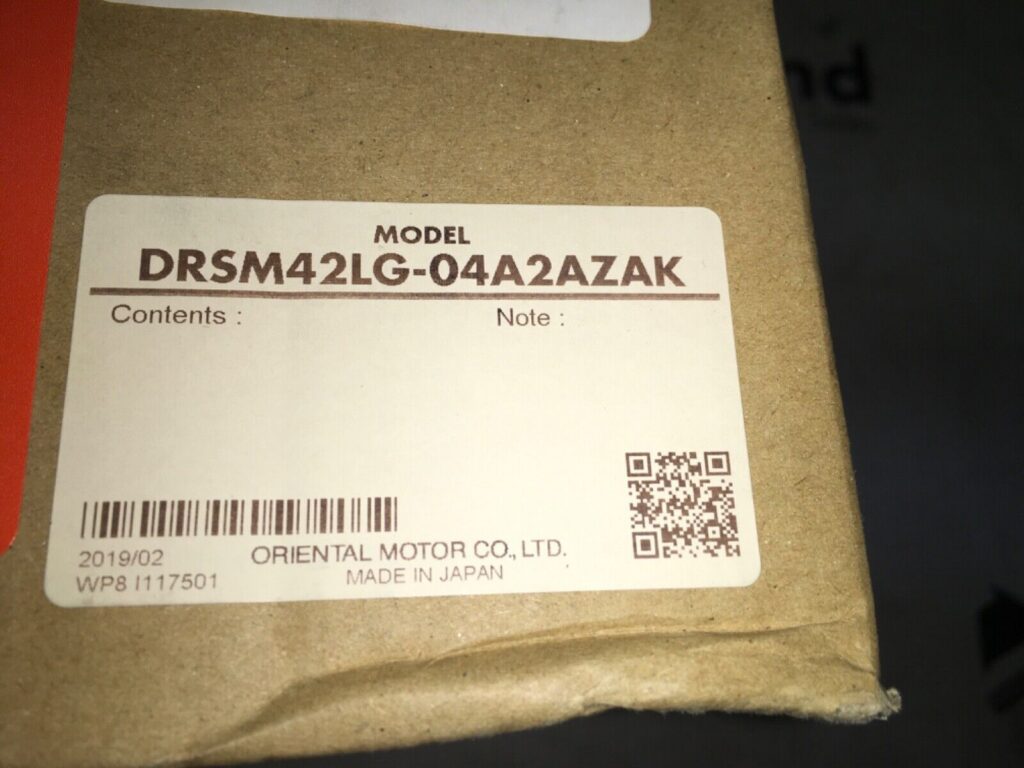 MODEL
DRSM42LG-04A2AZAK
Contents :
Note :
2019/02
ORIENTAL MOTOR CO., LTD.
WP8 I117501
MADE IN JAPAN